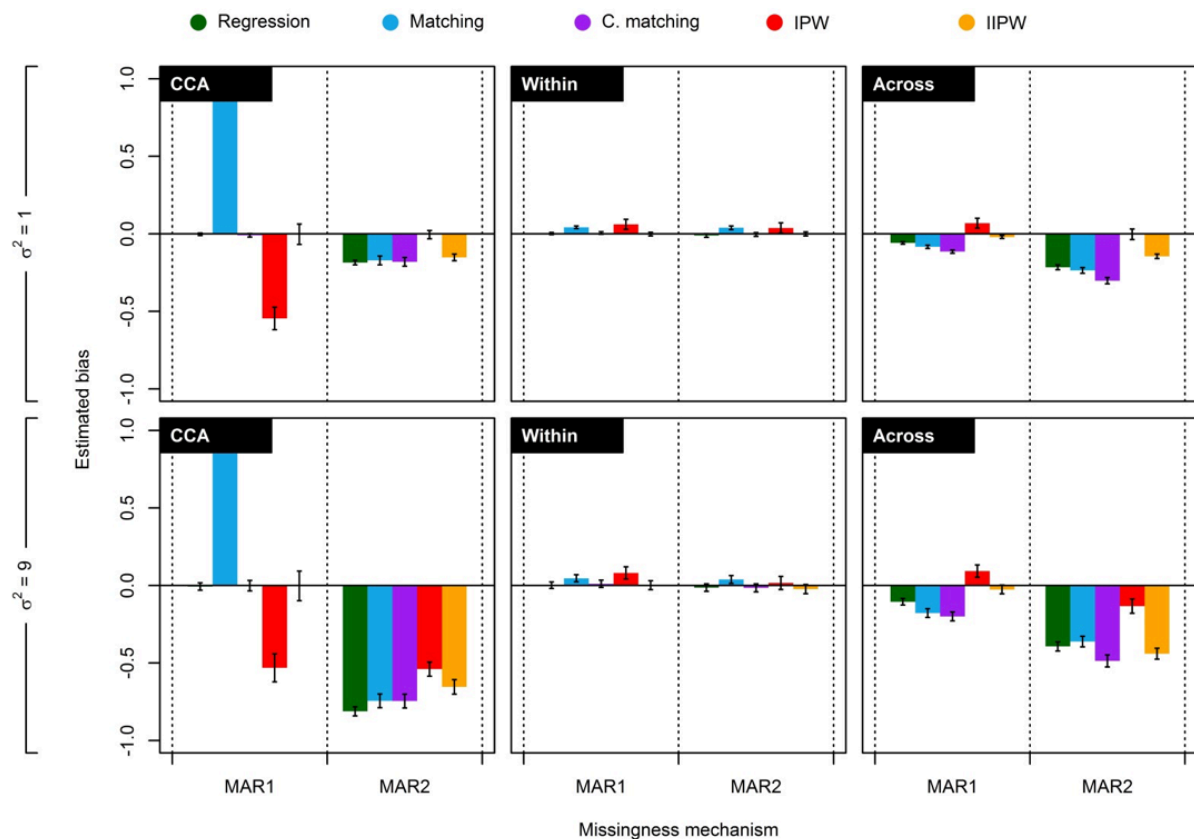 Regression Matching C. matching IPW IIPW
σ² = 1
Estimated bias
CCA Within Across
1.0
0.5
0.0
-0.5
-1.0
σ² = 9
CCA Within Across
1.0
0.5
0.0
-0.5
-1.0
MAR1 MAR2 MAR1 MAR2 MAR1 MAR2
Missingness mechanism